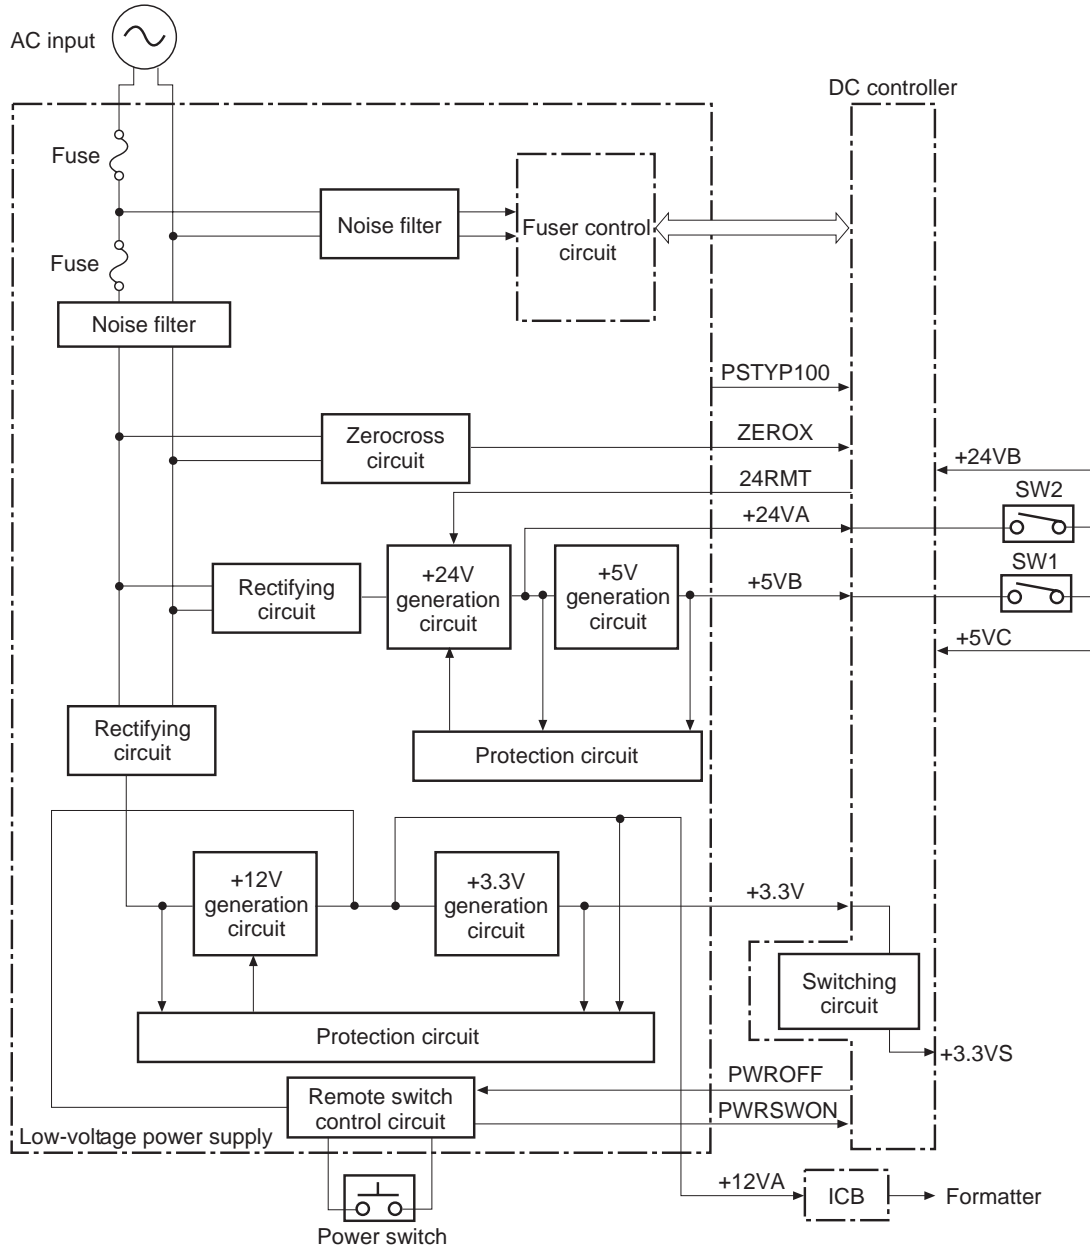 AC input
DC controller
Fuse
Noise filter
Fuser control
circuit
Fuse
Noise filter
PSTYP100
Zerocross
circuit
ZEROX
+24VB
24RMT
SW2
+24VA
+24V
generation
circuit
+5V
generation
circuit
SW1
Rectifying
circuit
+5VB
+5VC
Rectifying
circuit
Protection circuit
+12V
generation
circuit
+3.3V
generation
circuit
+3.3V
Switching
circuit
Protection circuit
+3.3VS
PWROFF
Remote switch
control circuit
PWRSWON
Low-voltage power supply
+12VA
ICB
Formatter
Power switch